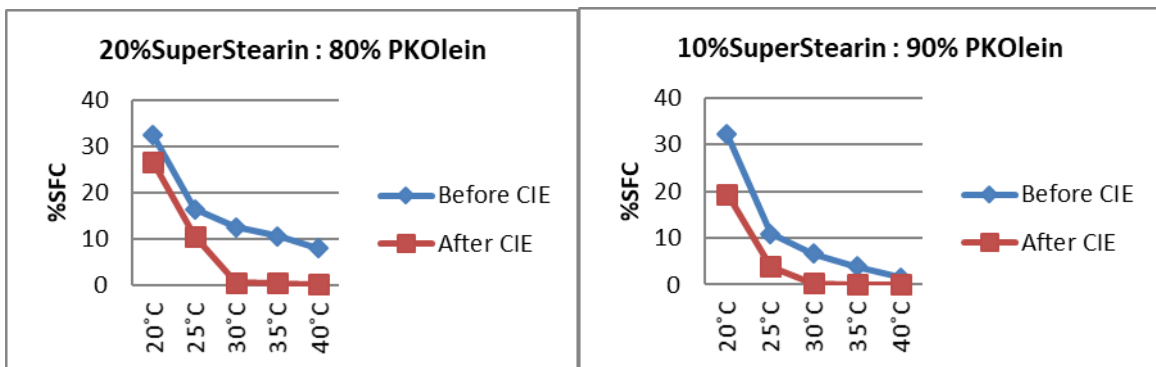 20%SuperStearin : 80% PKOlein
40
30
20
10
0
%SFC
20˚C
25˚C
30˚C
35˚C
40˚C
Before CIE
After CIE
10%SuperStearin : 90% PKOlein
40
30
20
10
0
%SFC
20˚C
25˚C
30˚C
35˚C
40˚C
Before CIE
After CIE